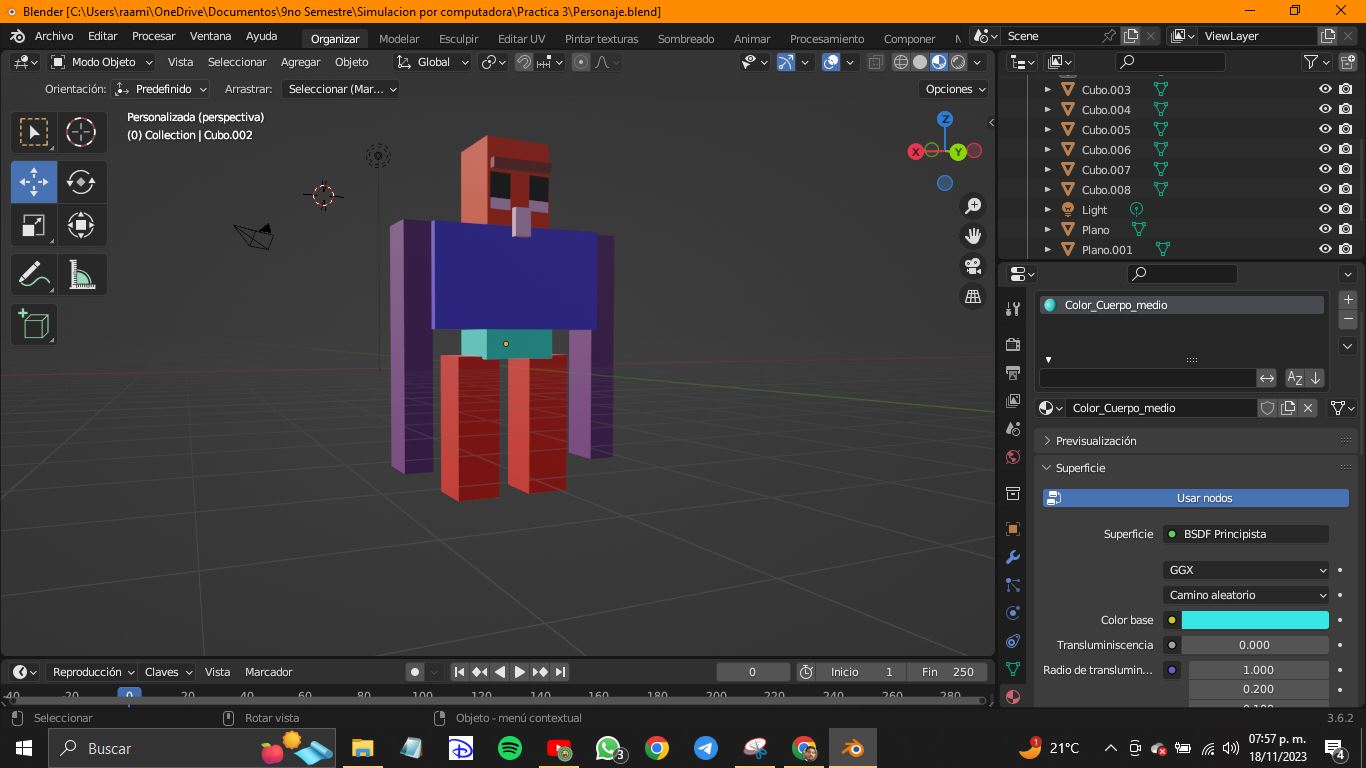 Blender [C:\Users\raami\OneDrive\Documentos\9no Semestre\Simulacion por computadora\Practica 3\Personaje.blend]
Archivo Editar Procesar Ventana Ayuda Organizar Modelar Esculpir Editar UV Pintar texturas Sombreado Animar Procesamiento Componer Scene ViewLayer
Modo Objeto Vista Seleccionar Agregar Objeto Global
Orientación: Predefinido Arrastrar: Seleccionar (Mar... Opciones
Personalizada (perspectiva)
(0) Collection | Cubo.002
Z
X Y
Cubo.003
Cubo.004
Cubo.005
Cubo.006
Cubo.007
Cubo.008
Light
Plano
Plano.001
Color_Cuerpo_medio
AZ
Color_Cuerpo_medio
Previsualización
Superficie
Usar nodos
Superficie BSDF Principista
GGX
Camino aleatorio
Color base
Transluminiscencia 0.000
Radio de translumin... 1.000
0.200
0.100
Reproducción Claves Vista Marcador 0 Inicio 1 Fin 250
-40 -20 0 20 40 60 80 100 120 140 160 180 200 220 240 260 280
Seleccionar Rotar vista Objeto - menú contextual 3.6.2
Buscar 3 1 21°C 07:57 p. m.
18/11/2023 4